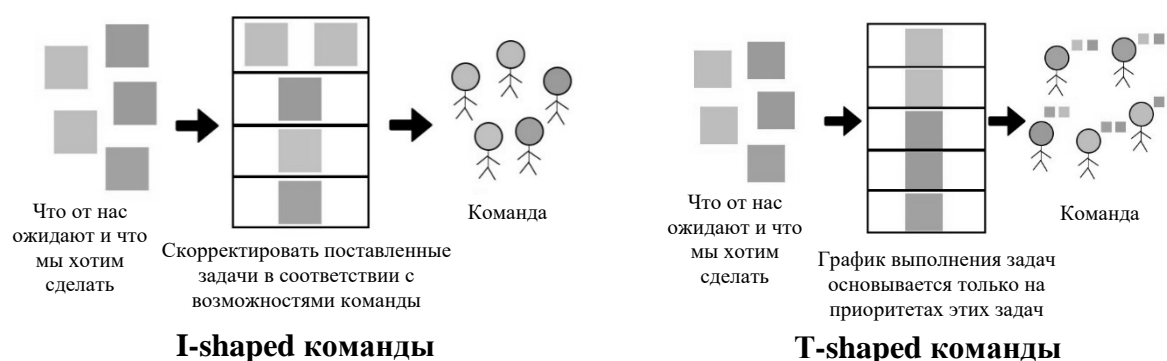 Что от нас
ожидают и что
мы хотим
сделать
Скорректировать поставленные
задачи в соответствии с
возможностями команды
Команда
I-shaped команды
Что от нас
ожидают и что
мы хотим
сделать
График выполнения задач
основывается только на
приоритетах этих задач
Команда
T-shaped команды